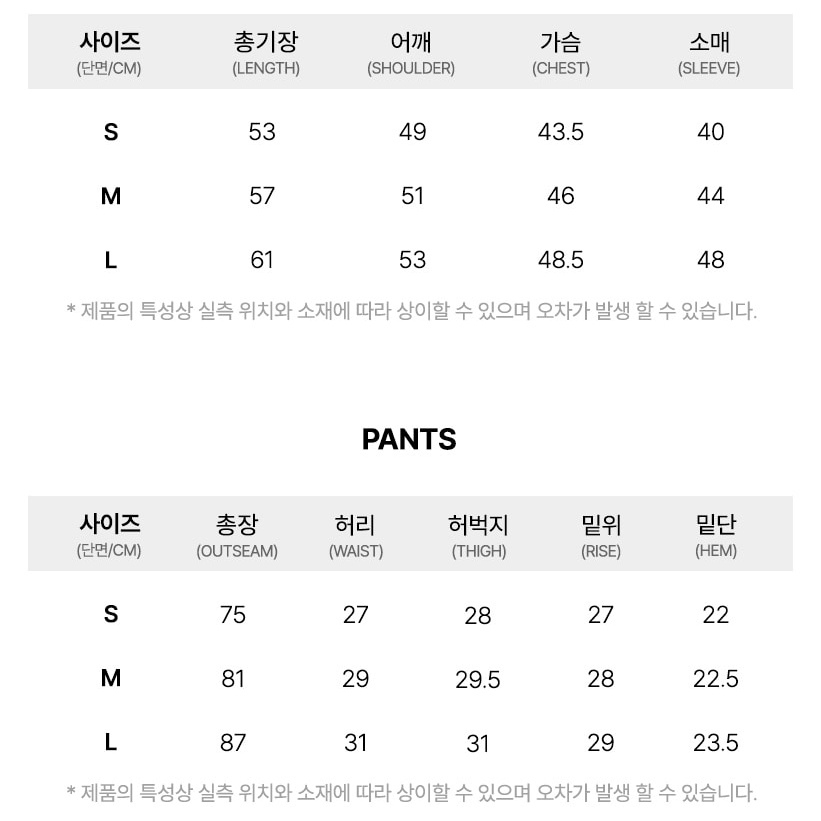 사이즈 총기장 어깨 가슴 소매
(단면/CM) (LENGTH) (SHOULDER) (CHEST) (SLEEVE)
S 53 49 43.5 40
M 57 51 46 44
L 61 53 48.5 48
* 제품의 특성상 실측 위치와 소재에 따라 상이할 수 있으며 오차가 발생 할 수 있습니다.
PANTS
사이즈 총장 허리 허벅지 밑위 밑단
(단면/CM) (OUTSEAM) (WAIST) (THIGH) (RISE) (HEM)
S 75 27 28 27 22
M 81 29 29.5 28 22.5
L 87 31 31 29 23.5
* 제품의 특성상 실측 위치와 소재에 따라 상이할 수 있으며 오차가 발생 할 수 있습니다.